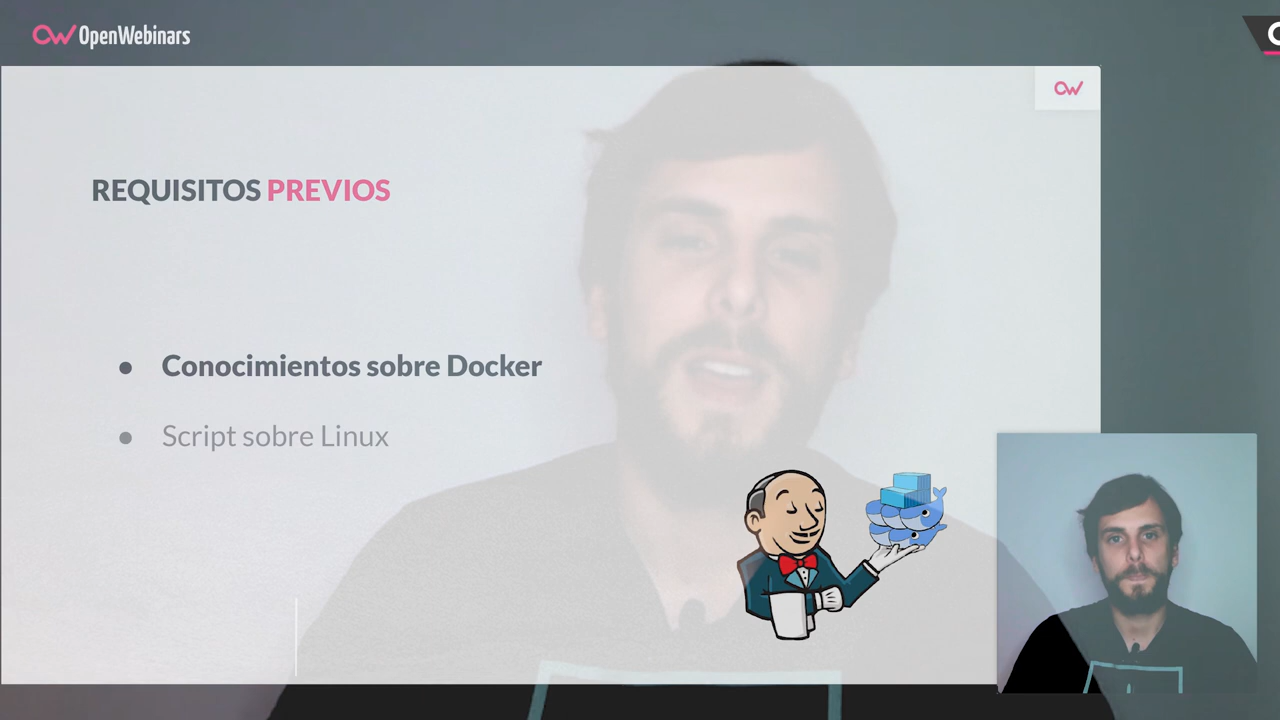 OpenWebinars
REQUISITOS PREVIOS
• Conocimientos sobre Docker
• Script sobre Linux